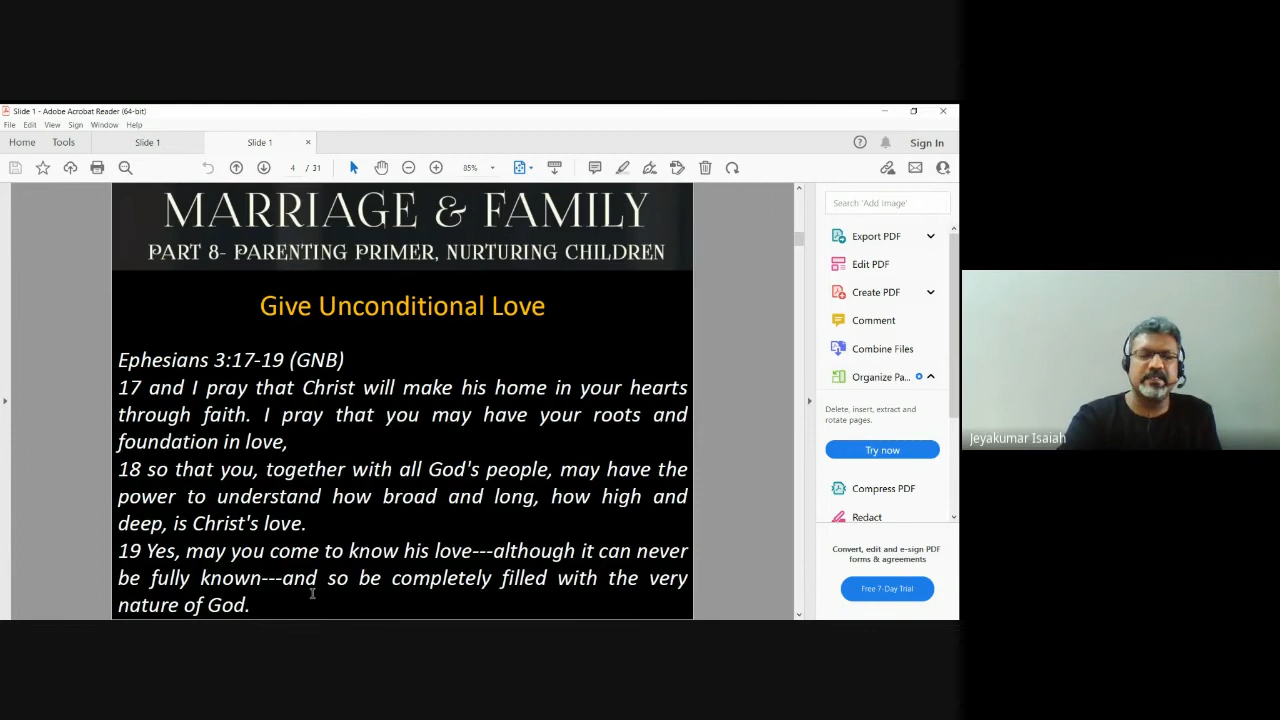 Slide 1 - Adobe Acrobat Reader (64-bit)
File Edit View Sign Window Help
Home Tools Slide 1 Slide 1 × Sign In
4 / 31 85%
MARRIAGE & FAMILY
PART 8- PARENTING PRIMER, NURTURING CHILDREN
Give Unconditional Love
Ephesians 3:17-19 (GNB)
17 and I pray that Christ will make his home in your hearts
through faith. I pray that you may have your roots and
foundation in love,
18 so that you, together with all God's people, may have the
power to understand how broad and long, how high and
deep, is Christ's love.
19 Yes, may you come to know his love---although it can never
be fully known---and so be completely filled with the very
nature of God.
Search 'Add Image'
Export PDF
Edit PDF
Create PDF
Comment
Combine Files
Organize Pa...
Delete, insert, extract and
rotate pages.
Try now
Compress PDF
Redact
Convert, edit and e-sign PDF
forms & agreements
Free 7-Day Trial
Jeyakumar Isaiah